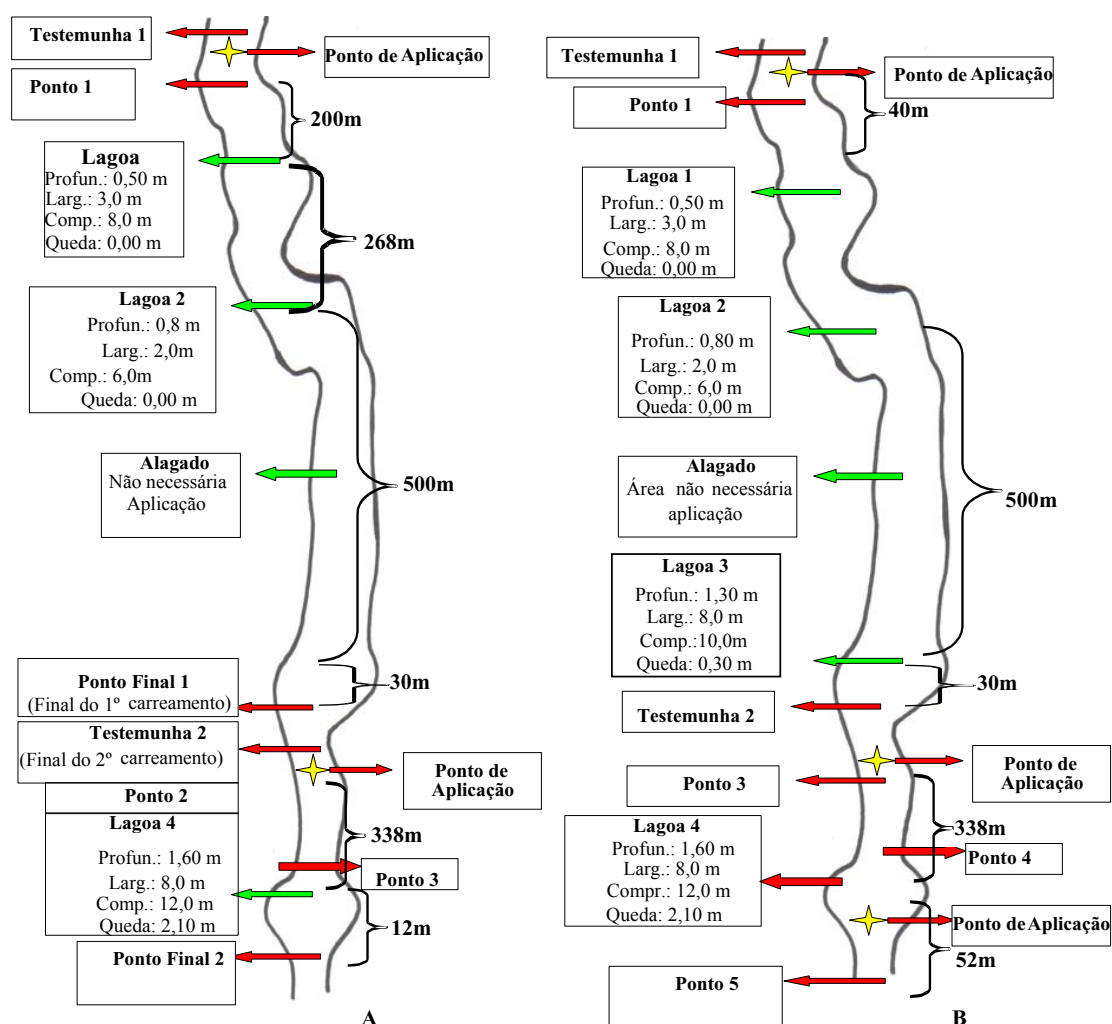 Testemunha 1
Ponto de Aplicação
Ponto 1
200m
Lagoa
Profun.: 0,50 m
Larg.: 3,0 m
Comp.: 8,0 m
Queda: 0,00 m
268m
Lagoa 2
Profun.: 0,8 m
Larg.: 2,0m
Comp.: 6,0m
Queda: 0,00 m
Alagado
Não necessária
Aplicação
500m
Ponto Final 1
(Final do 1º carreamento)
30m
Testemunha 2
(Final do 2º carreamento)
Ponto de
Aplicação
Ponto 2
Lagoa 4
Profun.: 1,60 m
Larg.: 8,0 m
Comp.: 12,0 m
Queda: 2,10 m
338m
Ponto 3
12m
Ponto Final 2
A
Testemunha 1
Ponto de Aplicação
Ponto 1
40m
Lagoa 1
Profun.: 0,50 m
Larg.: 3,0 m
Comp.: 8,0 m
Queda: 0,00 m
Lagoa 2
Profun.: 0,80 m
Larg.: 2,0 m
Comp.: 6,0 m
Queda: 0,00 m
Alagado
Área não necessária
aplicação
500m
Lagoa 3
Profun.: 1,30 m
Larg.: 8,0 m
Comp.:10,0m
Queda: 0,30 m
30m
Testemunha 2
Ponto de
Aplicação
Ponto 3
338m
Lagoa 4
Profun.: 1,60 m
Larg.: 8,0 m
Compr.: 12,0 m
Queda: 2,10 m
Ponto 4
Ponto de Aplicação
52m
Ponto 5
B